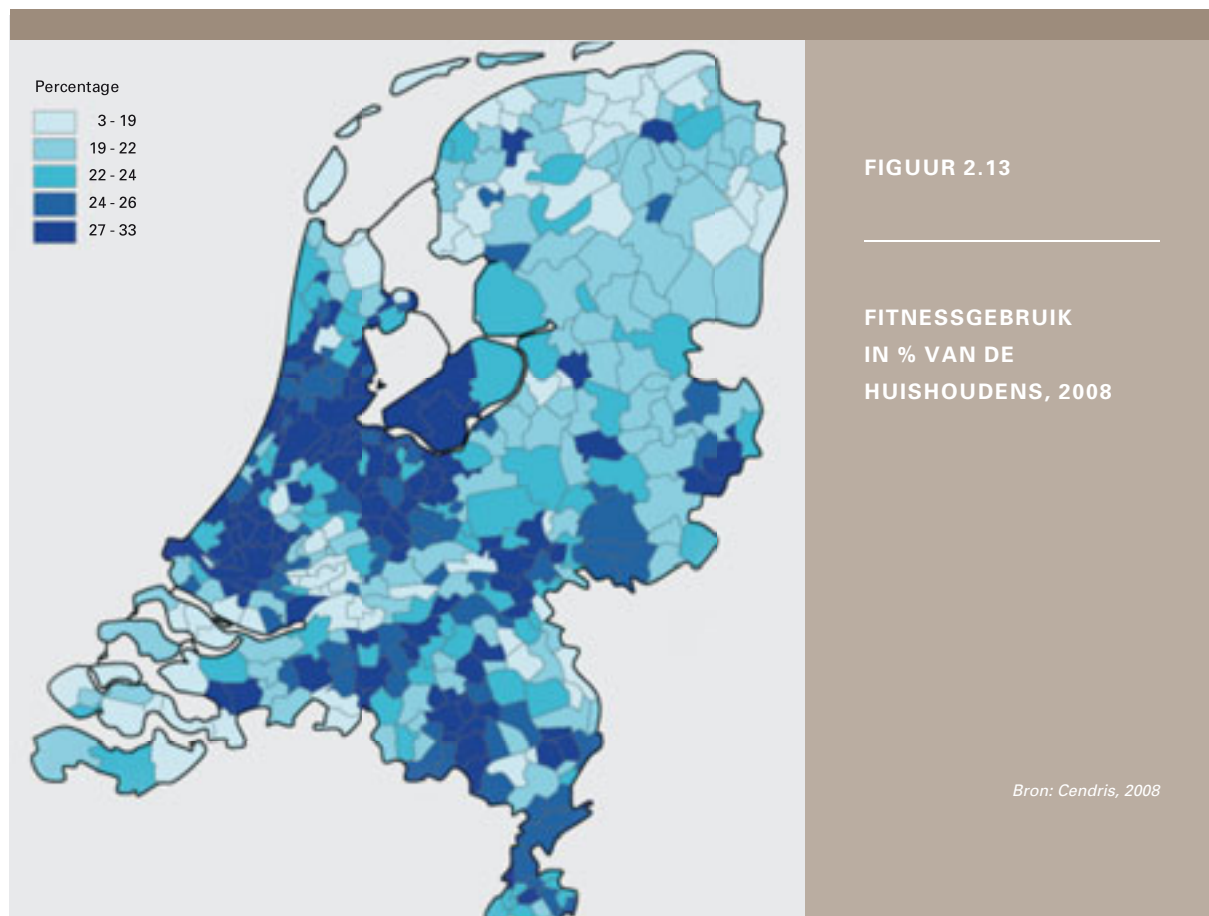 Percentage
3 - 19
19 - 22
22 - 24
24 - 26
27 - 33
FIGUUR 2.13
FITNESSGEBRUIK
IN % VAN DE
HUISHOUDENS, 2008
Bron: Cendris, 2008